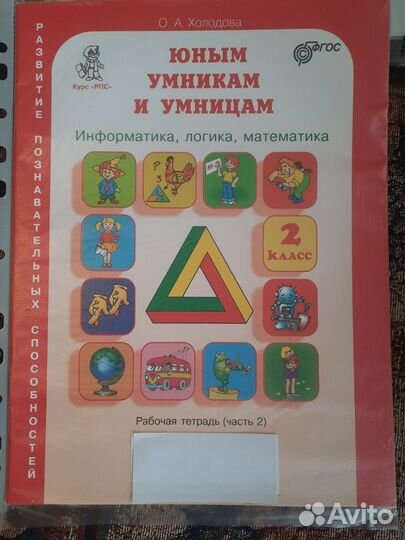 О. А. Холодова
ЮНЫМ
УМНИКАМ
И УМНИЦАМ
Курс «РПС»
ФГОС
Информатика, логика, математика
РАЗВИТИЕ ПОЗНАВАТЕЛЬНЫХ СПОСОБНОСТЕЙ
2
класс
Рабочая тетрадь (часть 2)
Avito